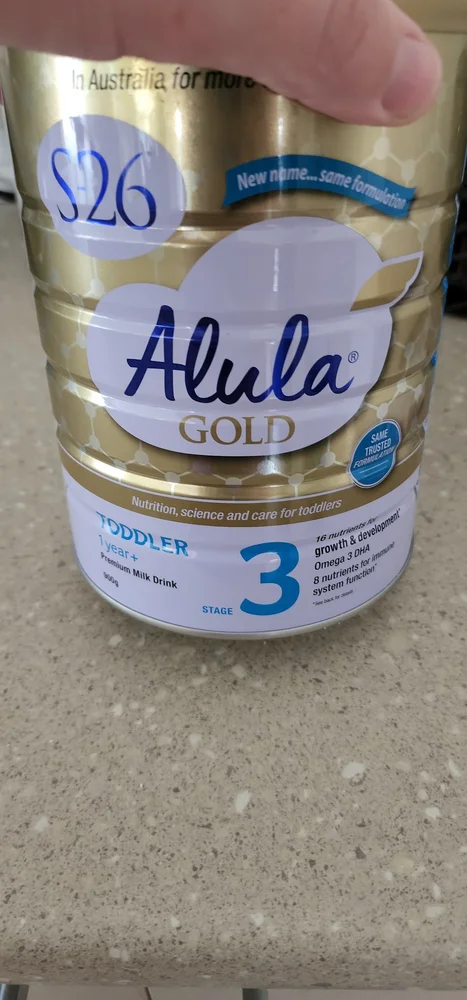 In Australia, for more
S-26
New name... same formulation
Alula®
GOLD
SAME
TRUSTED
FORMULATION
Nutrition, science and care for toddlers
TODDLER
1 year+
Premium Milk Drink
900g
STAGE 3
16 nutrients for
growth & development*
Omega 3 DHA
8 nutrients for immune
system function*
*See back for details